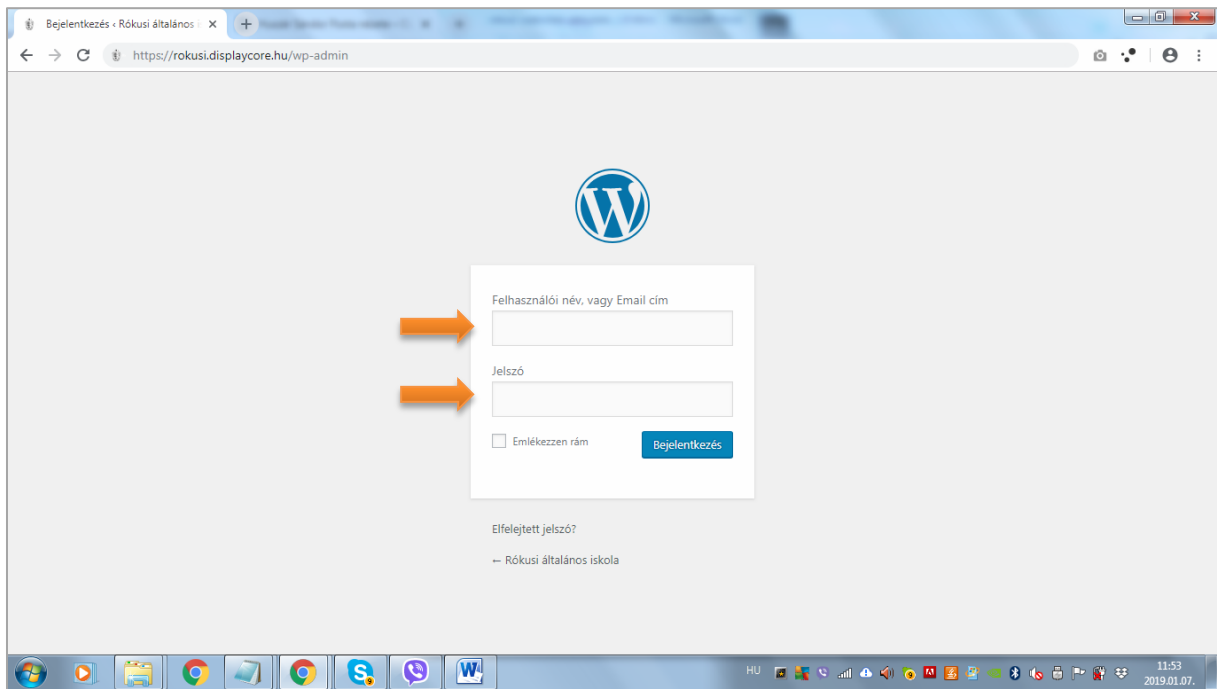 Bejelentkezés ‹ Rókusi általános i
https://rokusi.displaycore.hu/wp-admin
Felhasználói név, vagy Email cím
Jelszó
Emlékezzen rám
Bejelentkezés
Elfelejtett jelszó?
← Rókusi általános iskola
HU
11:53
2019.01.07.